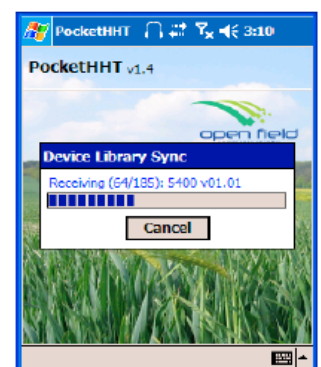 PocketHHT 3:10
PocketHHT v1.4
open field
Device Library Sync
Receiving (64/185): 5400 v01.01
Cancel